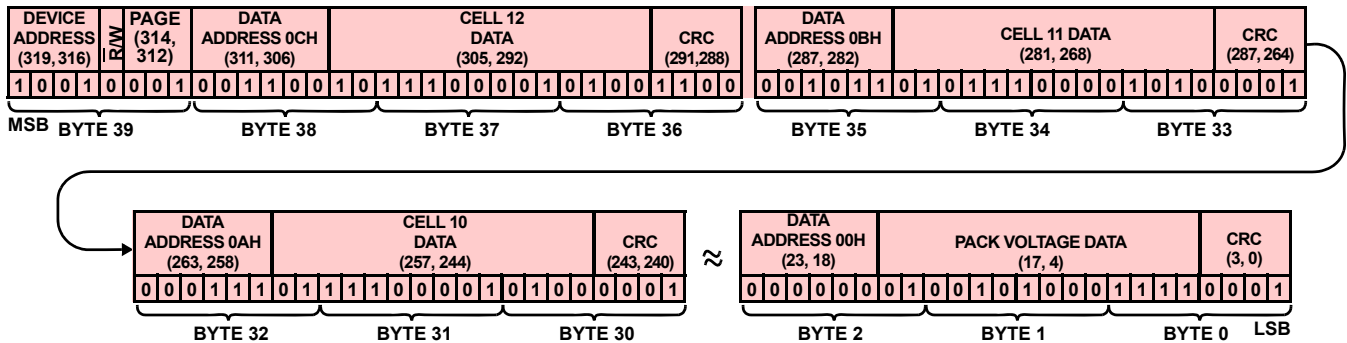 DEVICE ADDRESS (319, 316)
R/W
PAGE (314, 312)
DATA ADDRESS 0CH (311, 306)
CELL 12 DATA (305, 292)
CRC (291,288)
DATA ADDRESS 0BH (287, 282)
CELL 11 DATA (281, 268)
CRC (287, 264)
1 0 0 1 0 0 0 1 0 0 1 1 0 0 1 0 1 1 1 0 0 0 0 1 0 1 0 0 1 1 0 0
0 0 1 0 1 1 0 1 0 1 1 1 0 0 0 0 1 0 1 0 0 0 0 1
MSB BYTE 39 BYTE 38 BYTE 37 BYTE 36 BYTE 35 BYTE 34 BYTE 33
DATA ADDRESS 0AH (263, 258)
CELL 10 DATA (257, 244)
CRC (243, 240)
≈
DATA ADDRESS 00H (23, 18)
PACK VOLTAGE DATA (17, 4)
CRC (3, 0)
0 0 0 1 1 1 0 1 1 1 1 0 0 0 0 1 0 1 0 0 0 0 0 1
0 0 0 0 0 0 0 1 0 0 1 0 1 0 0 0 1 1 1 1 0 0 0 1
BYTE 32 BYTE 31 BYTE 30 BYTE 2 BYTE 1 BYTE 0 LSB